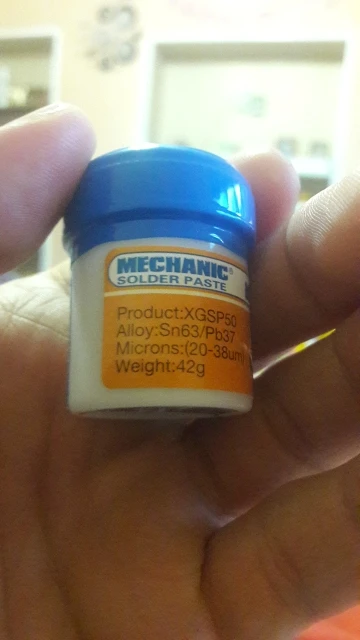 MECHANIC®
SOLDER PASTE
Product:XGSP50
Alloy:Sn63/Pb37
Microns:(20-38um)
Weight:42g